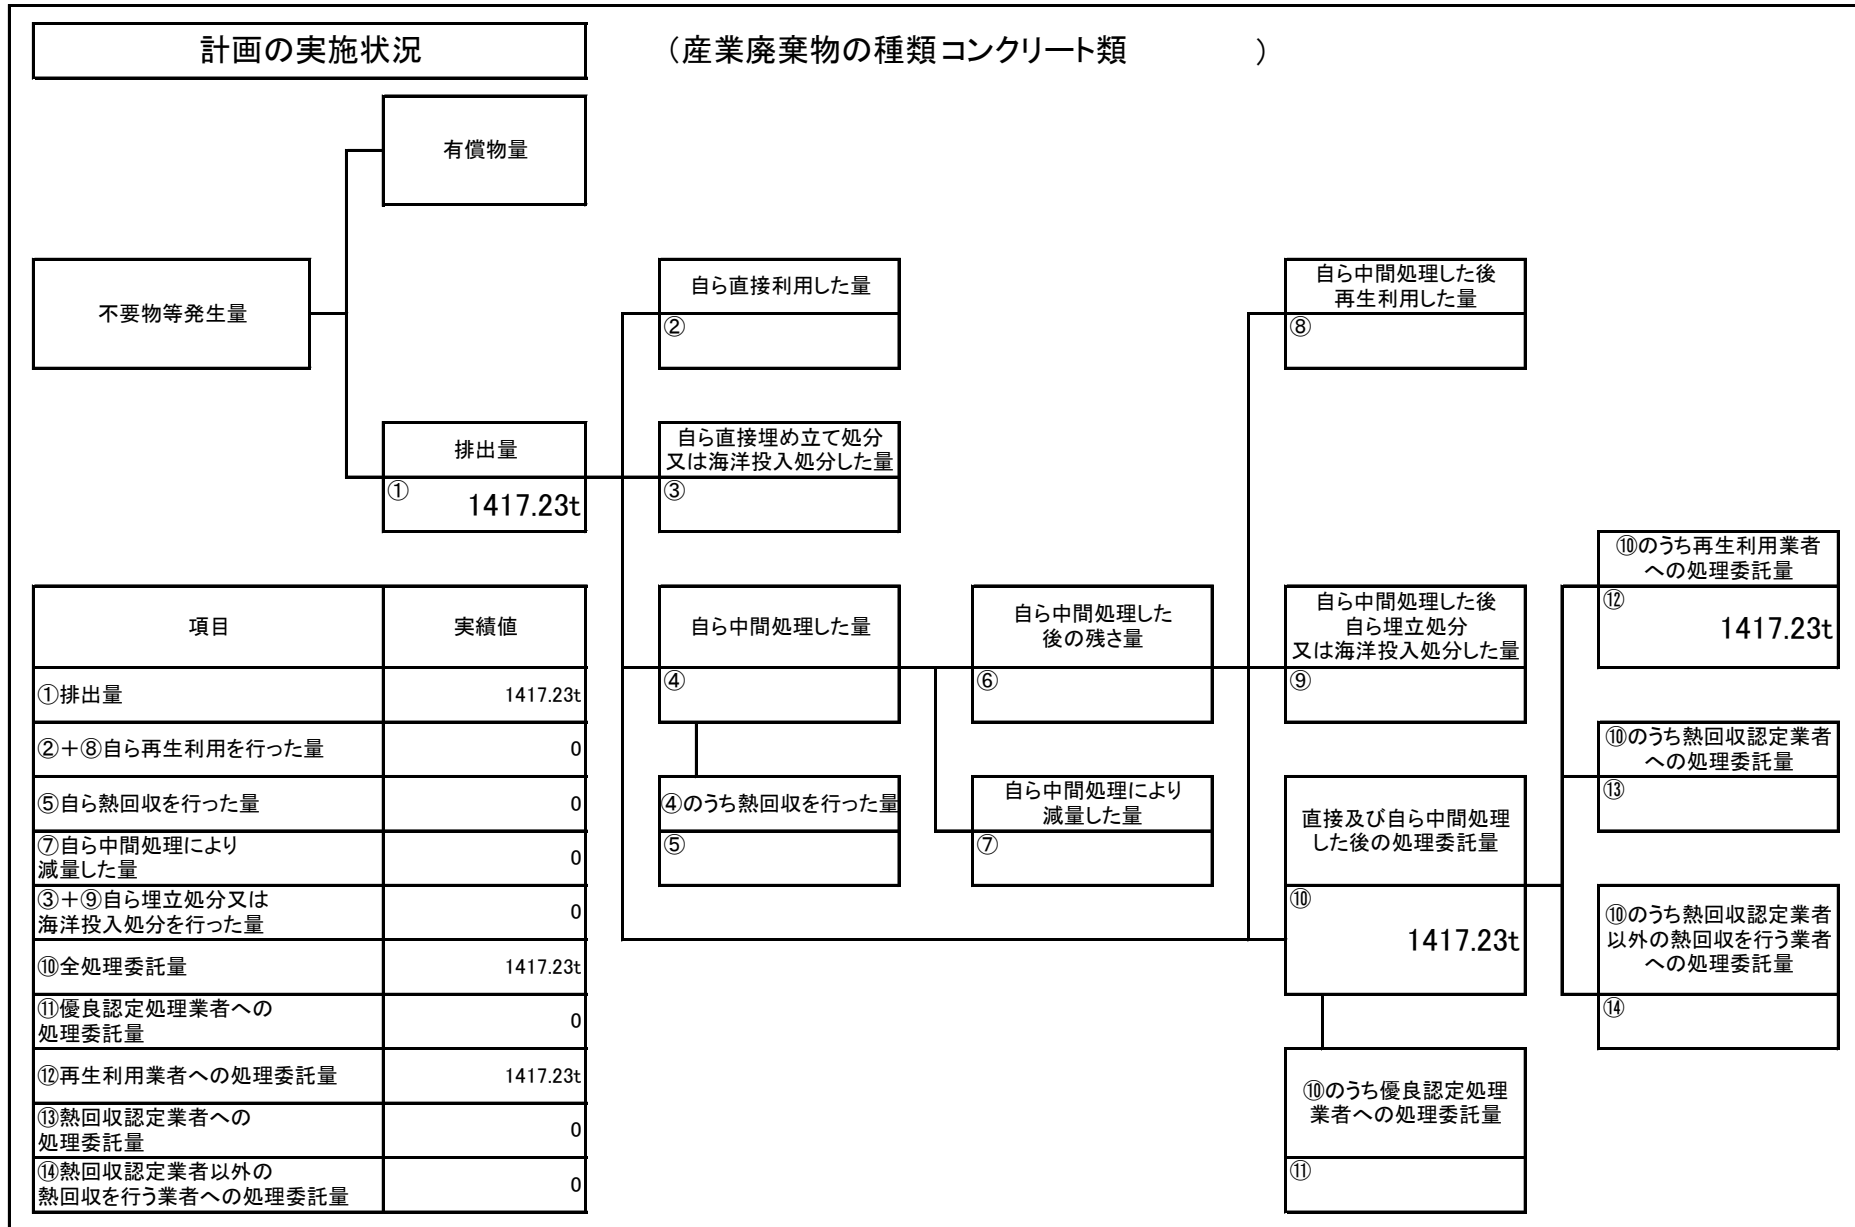 計画の実施状況
（産業廃棄物の種類コンクリート類　　　　）
有償物量
不要物等発生量
排出量
①
1417.23t
自ら直接利用した量
②
自ら直接埋め立て処分
又は海洋投入処分した量
③
自ら中間処理した量
④
④のうち熱回収を行った量
⑤
自ら中間処理した
後の残さ量
⑥
自ら中間処理により
減量した量
⑦
自ら中間処理した後
再生利用した量
⑧
自ら中間処理した後
自ら埋立処分
又は海洋投入処分した量
⑨
直接及び自ら中間処理
した後の処理委託量
⑩
1417.23t
⑩のうち優良認定処理
業者への処理委託量
⑪
⑩のうち再生利用業者
への処理委託量
⑫
1417.23t
⑩のうち熱回収認定業者
への処理委託量
⑬
⑩のうち熱回収認定業者
以外の熱回収を行う業者
への処理委託量
⑭
項目 実績値
①排出量 1417.23t
②＋⑧自ら再生利用を行った量 0
⑤自ら熱回収を行った量 0
⑦自ら中間処理により
減量した量 0
③＋⑨自ら埋立処分又は
海洋投入処分を行った量 0
⑩全処理委託量 1417.23t
⑪優良認定処理業者への
処理委託量 0
⑫再生利用業者への処理委託量 1417.23t
⑬熱回収認定業者への
処理委託量 0
⑭熱回収認定業者以外の
熱回収を行う業者への処理委託量 0